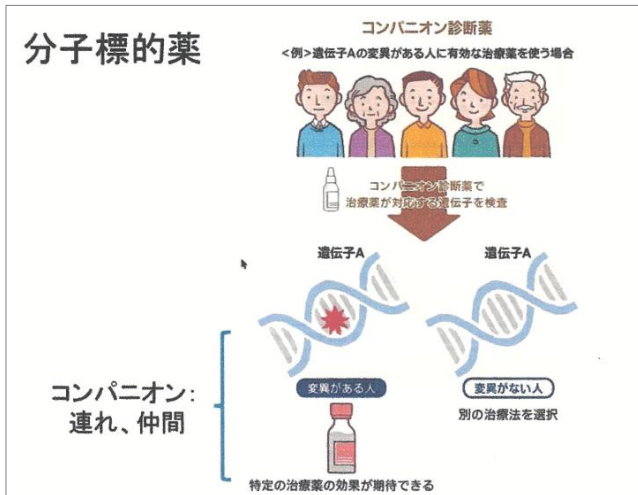 分子標的薬
コンパニオン診断薬
<例>遺伝子Aの変異がある人に有効な治療薬を使う場合
コンパニオン診断薬で
治療薬が対応する遺伝子を検査
遺伝子A
遺伝子A
コンパニオン:
連れ、仲間
変異がある人
変異がない人
別の治療法を選択
特定の治療薬の効果が期待できる